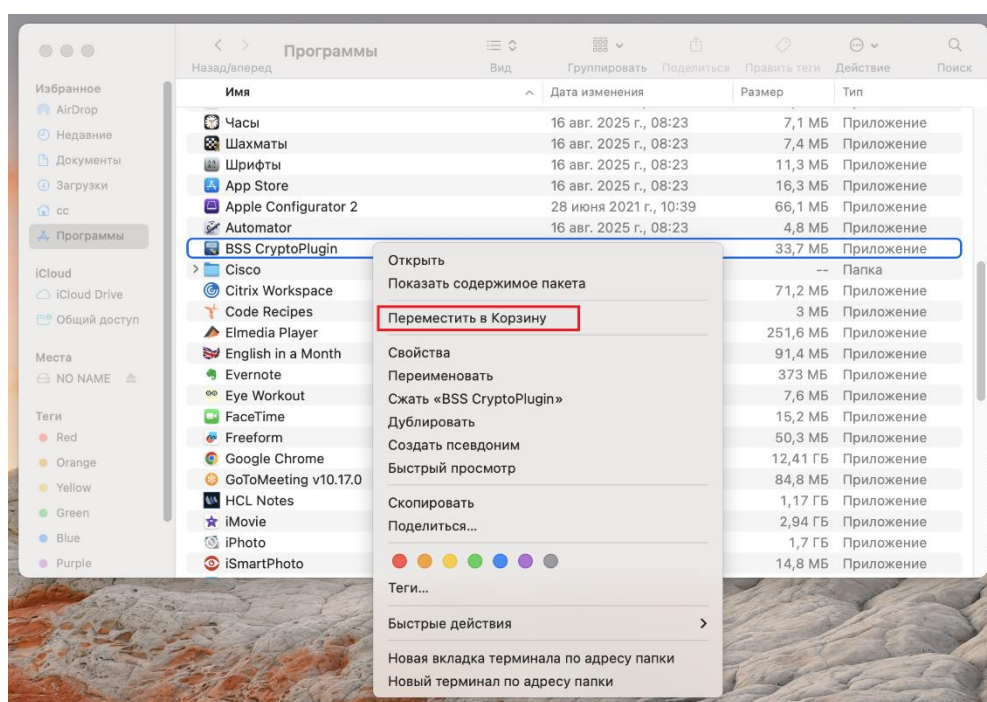 Программы
Назад/вперед
Вид
Группировать
Поделиться
Править теги
Действие
Поиск
Избранное
AirDrop
Недавние
Документы
Загрузки
cc
Программы
iCloud
iCloud Drive
Общий доступ
Места
NO NAME
Теги
Red
Orange
Yellow
Green
Blue
Purple
Имя Дата изменения Размер Тип
Часы 16 авг. 2025 г., 08:23 7,1 МБ Приложение
Шахматы 16 авг. 2025 г., 08:23 7,4 МБ Приложение
Шрифты 16 авг. 2025 г., 08:23 11,3 МБ Приложение
App Store 16 авг. 2025 г., 08:23 16,3 МБ Приложение
Apple Configurator 2 28 июня 2021 г., 10:39 66,1 МБ Приложение
Automator 16 авг. 2025 г., 08:23 4,8 МБ Приложение
BSS CryptoPlugin 33,7 МБ Приложение
Cisco -- Папка
Citrix Workspace 71,2 МБ Приложение
Code Recipes 3 МБ Приложение
Elmedia Player 251,6 МБ Приложение
English in a Month 91,4 МБ Приложение
Evernote 373 МБ Приложение
Eye Workout 7,6 МБ Приложение
FaceTime 15,2 МБ Приложение
Freeform 50,3 МБ Приложение
Google Chrome 12,41 ГБ Приложение
GoToMeeting v10.17.0 84,8 МБ Приложение
HCL Notes 1,17 ГБ Приложение
iMovie 2,94 ГБ Приложение
iPhoto 1,7 ГБ Приложение
iSmartPhoto 14,8 МБ Приложение
Открыть
Показать содержимое пакета
Переместить в Корзину
Свойства
Переименовать
Сжать «BSS CryptoPlugin»
Дублировать
Создать псевдоним
Быстрый просмотр
Скопировать
Поделиться...
Теги...
Быстрые действия
Новая вкладка терминала по адресу папки
Новый терминал по адресу папки